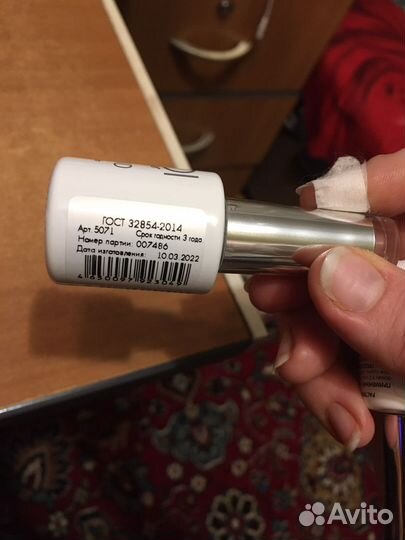 ГОСТ 32854-2014
Арт. 5071 Срок годности 3 года
Номер партии: 007486
Дата изготовления: 10.03.2022
Avito